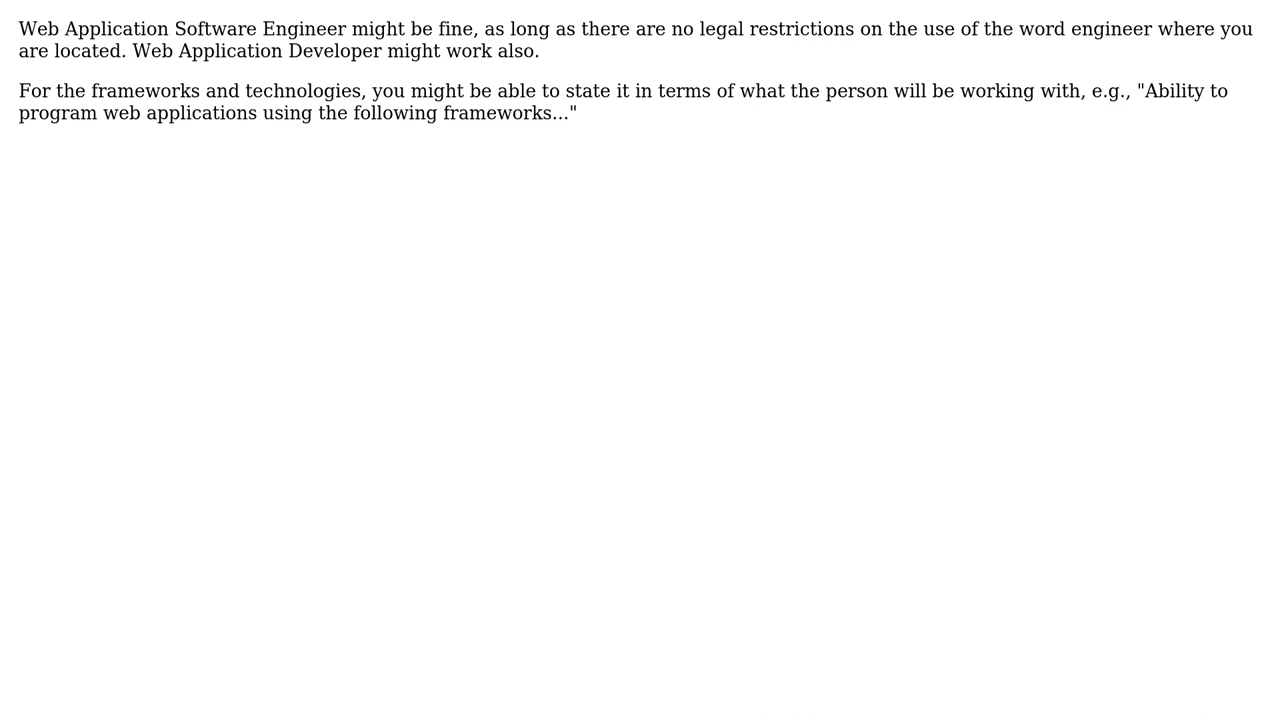 Web Application Software Engineer might be fine, as long as there are no legal restrictions on the use of the word engineer where you
are located. Web Application Developer might work also.
For the frameworks and technologies, you might be able to state it in terms of what the person will be working with, e.g., "Ability to
program web applications using the following frameworks..."